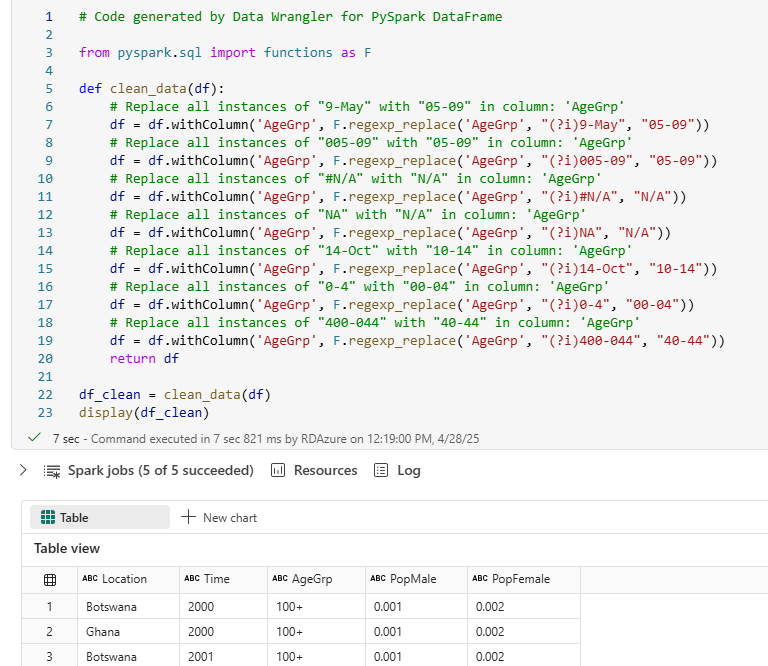 1 # Code generated by Data Wrangler for PySpark DataFrame
2
3 from pyspark.sql import functions as F
4
5 def clean_data(df):
6     # Replace all instances of "9-May" with "05-09" in column: 'AgeGrp'
7     df = df.withColumn('AgeGrp', F.regexp_replace('AgeGrp', "(?i)9-May", "05-09"))
8     # Replace all instances of "005-09" with "05-09" in column: 'AgeGrp'
9     df = df.withColumn('AgeGrp', F.regexp_replace('AgeGrp', "(?i)005-09", "05-09"))
10     # Replace all instances of "#N/A" with "N/A" in column: 'AgeGrp'
11     df = df.withColumn('AgeGrp', F.regexp_replace('AgeGrp', "(?i)#N/A", "N/A"))
12     # Replace all instances of "NA" with "N/A" in column: 'AgeGrp'
13     df = df.withColumn('AgeGrp', F.regexp_replace('AgeGrp', "(?i)NA", "N/A"))
14     # Replace all instances of "14-Oct" with "10-14" in column: 'AgeGrp'
15     df = df.withColumn('AgeGrp', F.regexp_replace('AgeGrp', "(?i)14-Oct", "10-14"))
16     # Replace all instances of "0-4" with "00-04" in column: 'AgeGrp'
17     df = df.withColumn('AgeGrp', F.regexp_replace('AgeGrp', "(?i)0-4", "00-04"))
18     # Replace all instances of "400-044" with "40-44" in column: 'AgeGrp'
19     df = df.withColumn('AgeGrp', F.regexp_replace('AgeGrp', "(?i)400-044", "40-44"))
20     return df
21
22 df_clean = clean_data(df)
23 display(df_clean)
7 sec - Command executed in 7 sec 821 ms by RDAzure on 12:19:00 PM, 4/28/25
Spark jobs (5 of 5 succeeded) Resources Log
Table New chart
Table view
ABC Location ABC Time ABC AgeGrp ABC PopMale ABC PopFemale
1 Botswana 2000 100+ 0.001 0.002
2 Ghana 2000 100+ 0.001 0.002
3 Botswana 2001 100+ 0.001 0.002